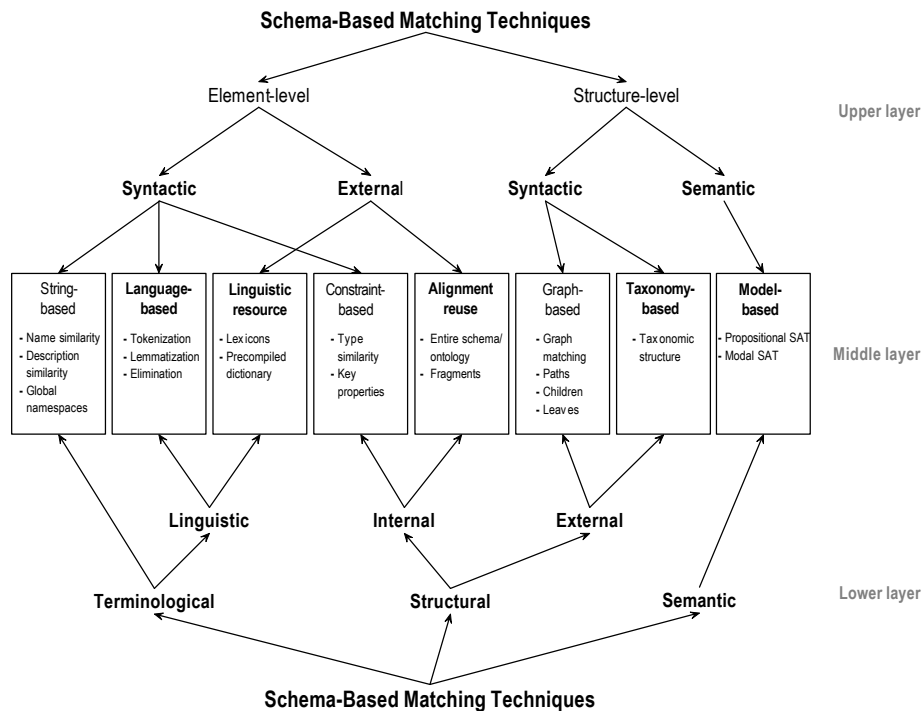 Schema-Based Matching Techniques
Element-level
Structure-level
Upper layer
Syntactic
External
Syntactic
Semantic
String-
based
- Name similarity
- Description
similarity
- Global
namespaces
Language-
based
- Tokenization
- Lemmatization
- Elimination
Linguistic
resource
- Lexicons
- Precompiled
dictionary
Constraint-
based
- Type
similarity
- Key
properties
Alignment
reuse
- Entire schema/
ontology
- Fragments
Graph-
based
- Graph
matching
- Paths
- Children
- Leaves
Taxonomy-
based
- Taxonomic
structure
Model-
based
- Propositional SAT
- Modal SAT
Middle layer
Linguistic
Internal
External
Terminological
Structural
Semantic
Lower layer
Schema-Based Matching Techniques